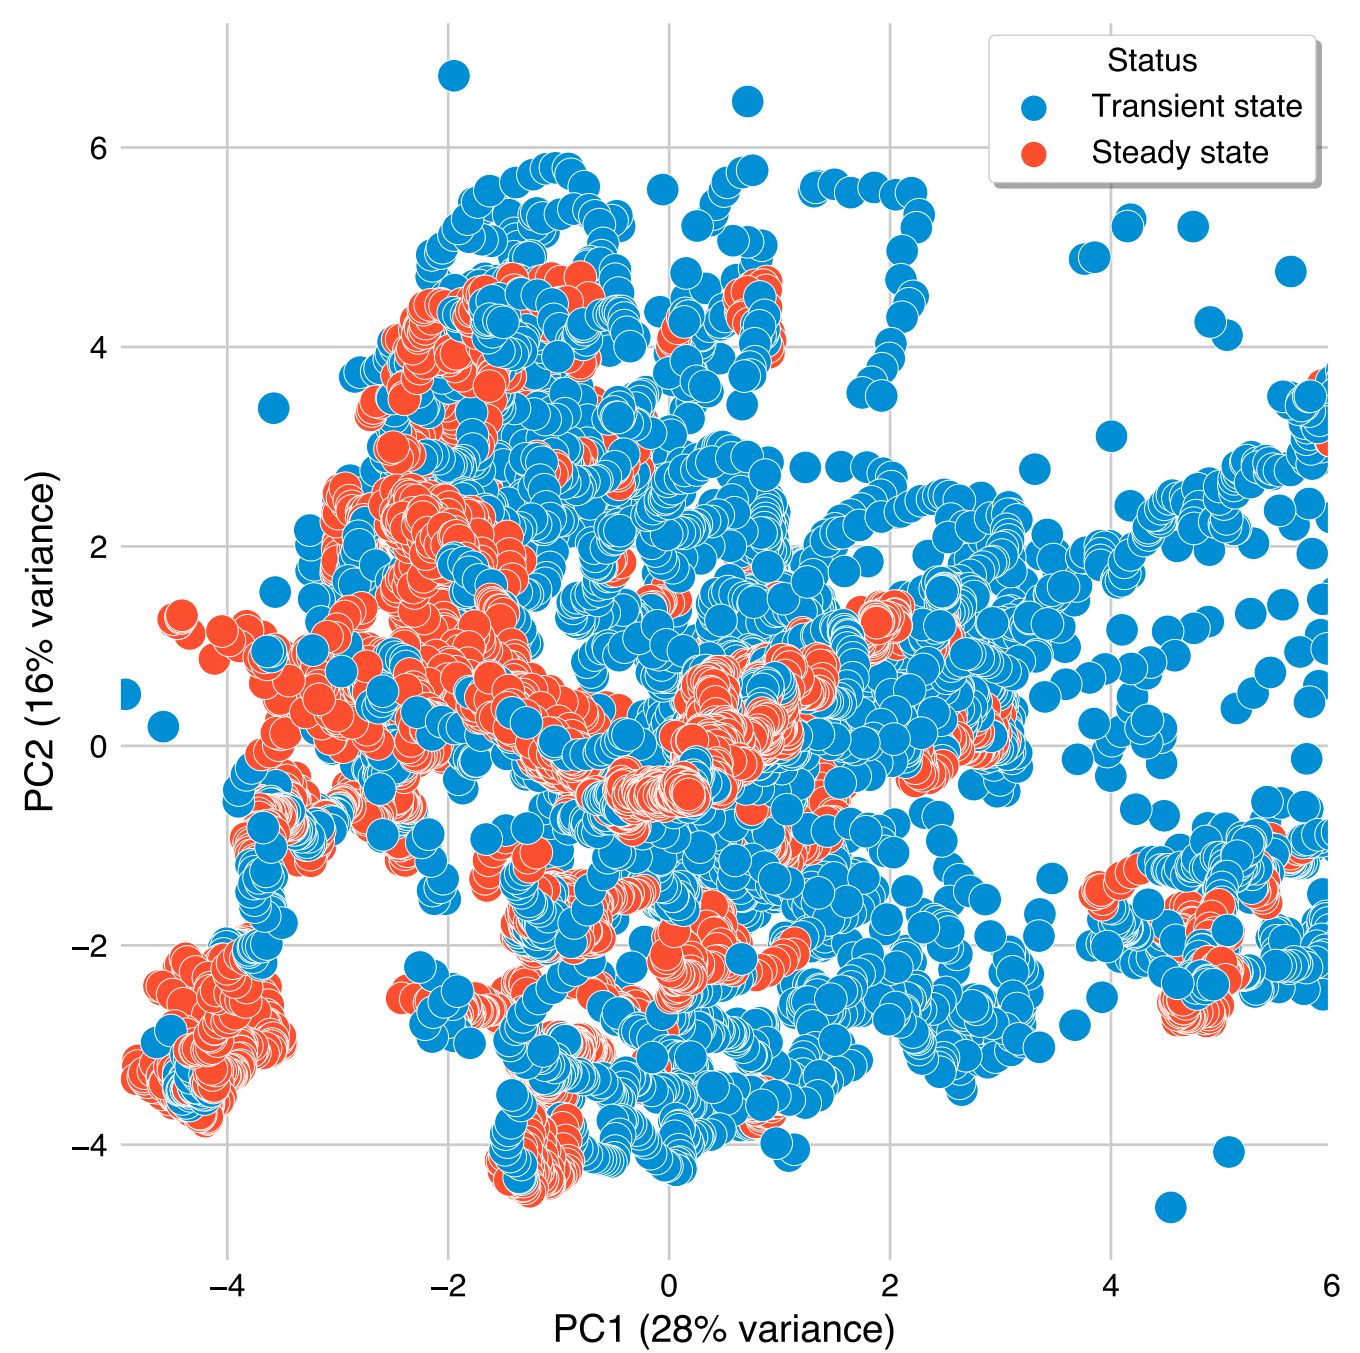 Status
Transient state
Steady state
6
4
2
0
−2
−4
PC2 (16% variance)
−4 −2 0 2 4 6
PC1 (28% variance)